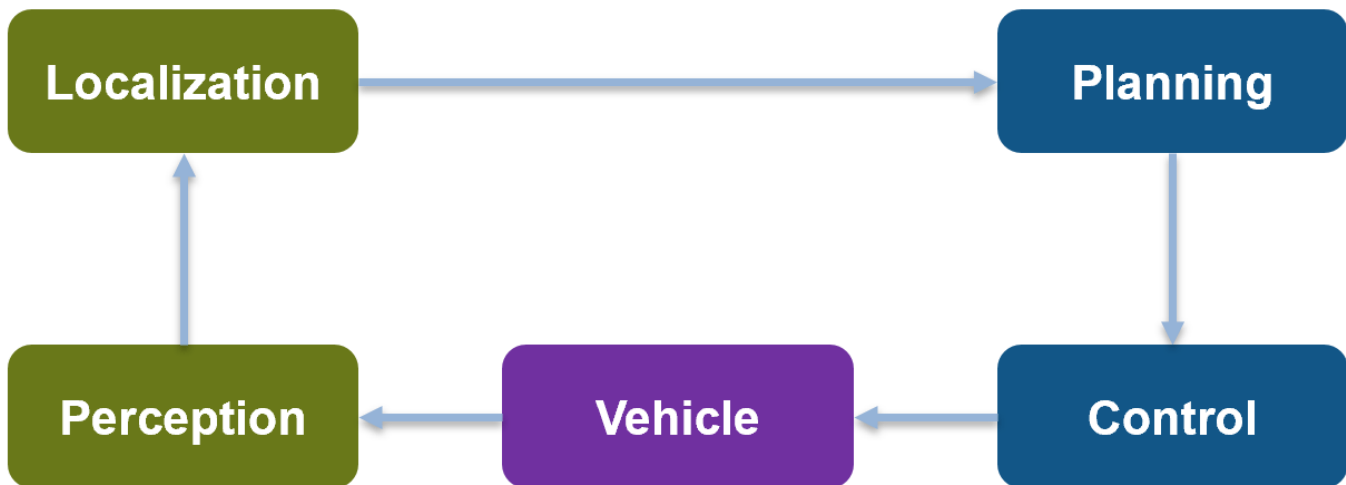 Localization
Planning
Perception
Vehicle
Control